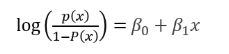 log(p(x)/1−P(x)) = β₀ + β₁x